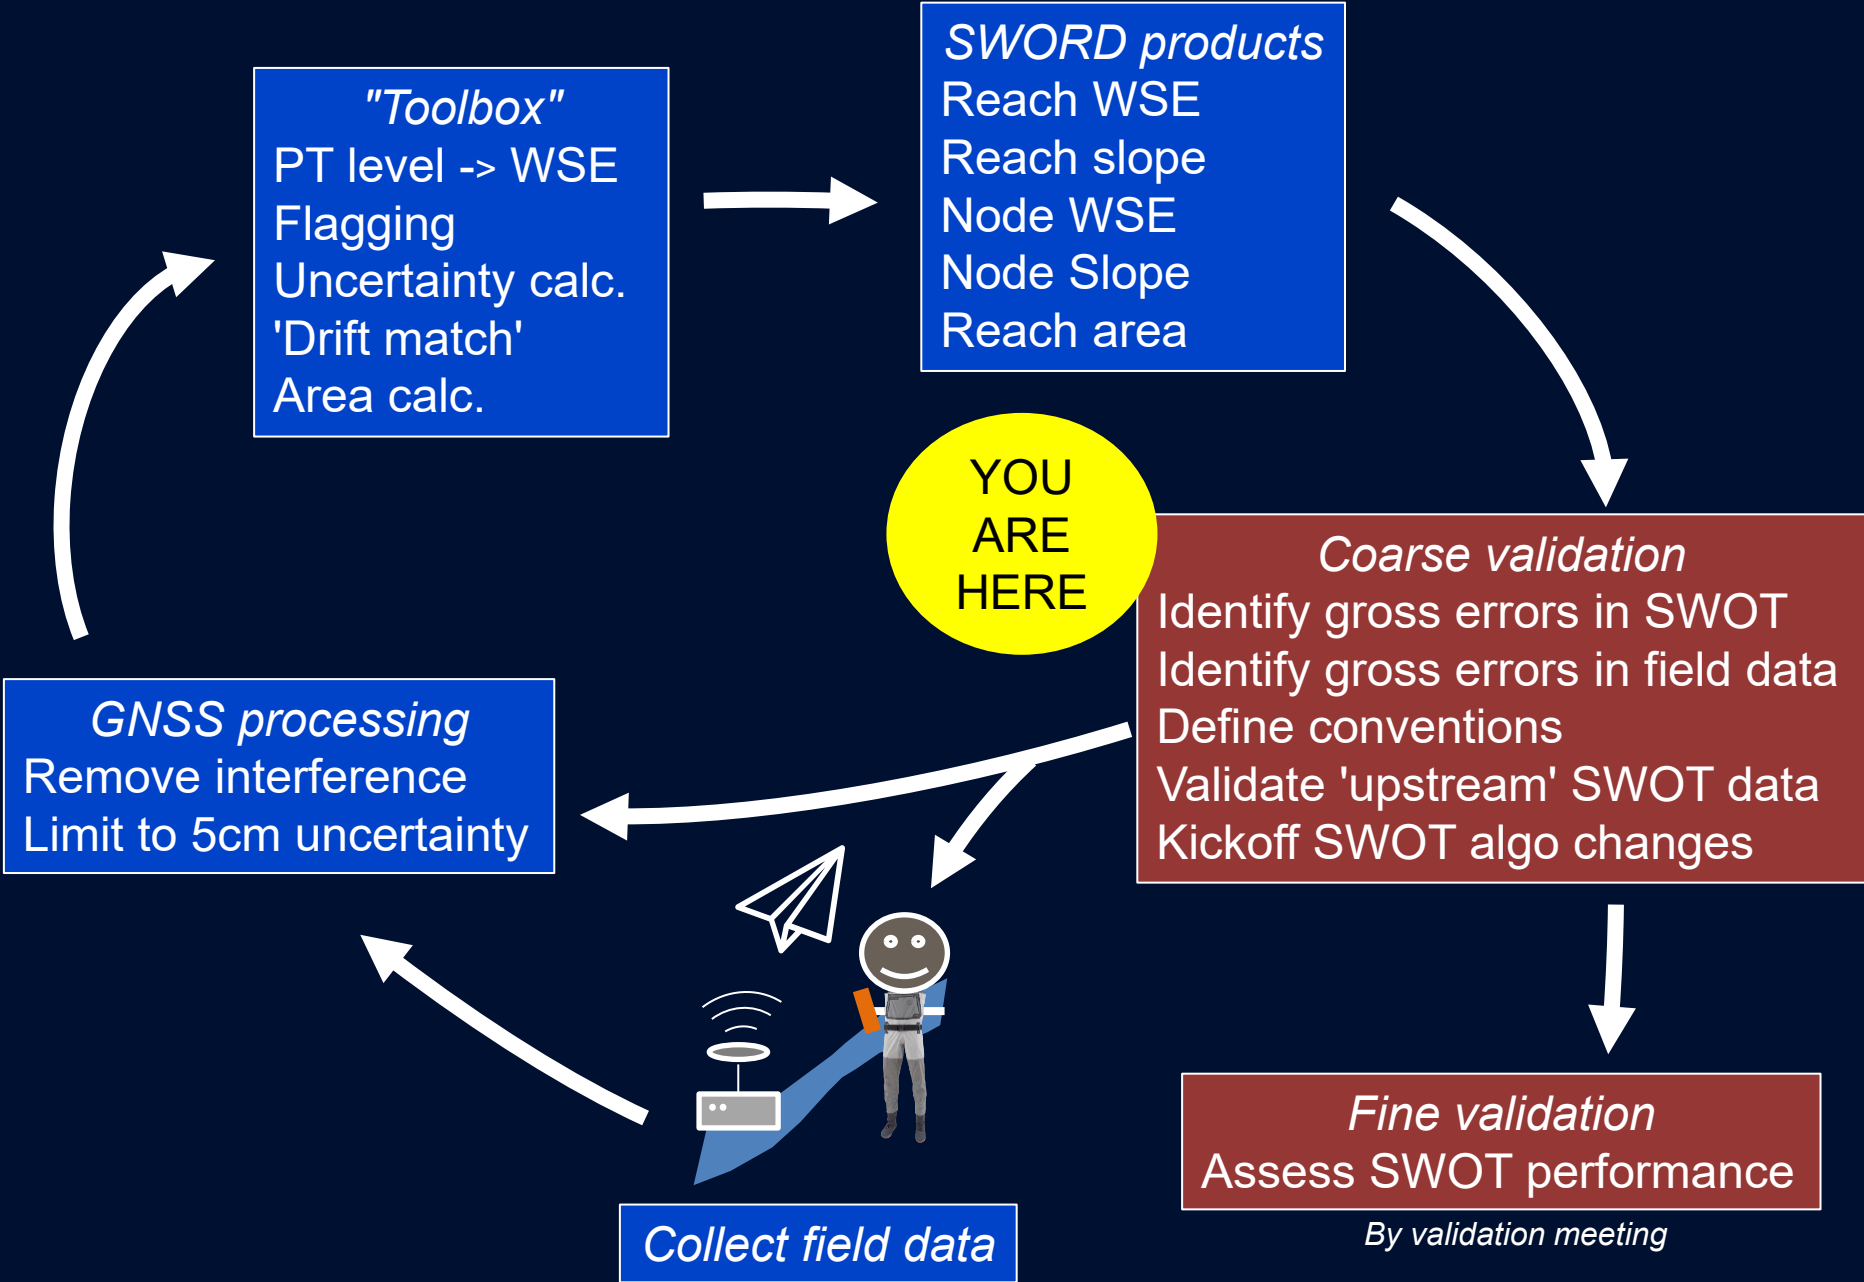 "Toolbox"
PT level -> WSE
Flagging
Uncertainty calc.
'Drift match'
Area calc.
SWORD products
Reach WSE
Reach slope
Node WSE
Node Slope
Reach area
YOU
ARE
HERE
Coarse validation
Identify gross errors in SWOT
Identify gross errors in field data
Define conventions
Validate 'upstream' SWOT data
Kickoff SWOT algo changes
GNSS processing
Remove interference
Limit to 5cm uncertainty
Fine validation
Assess SWOT performance
By validation meeting
Collect field data